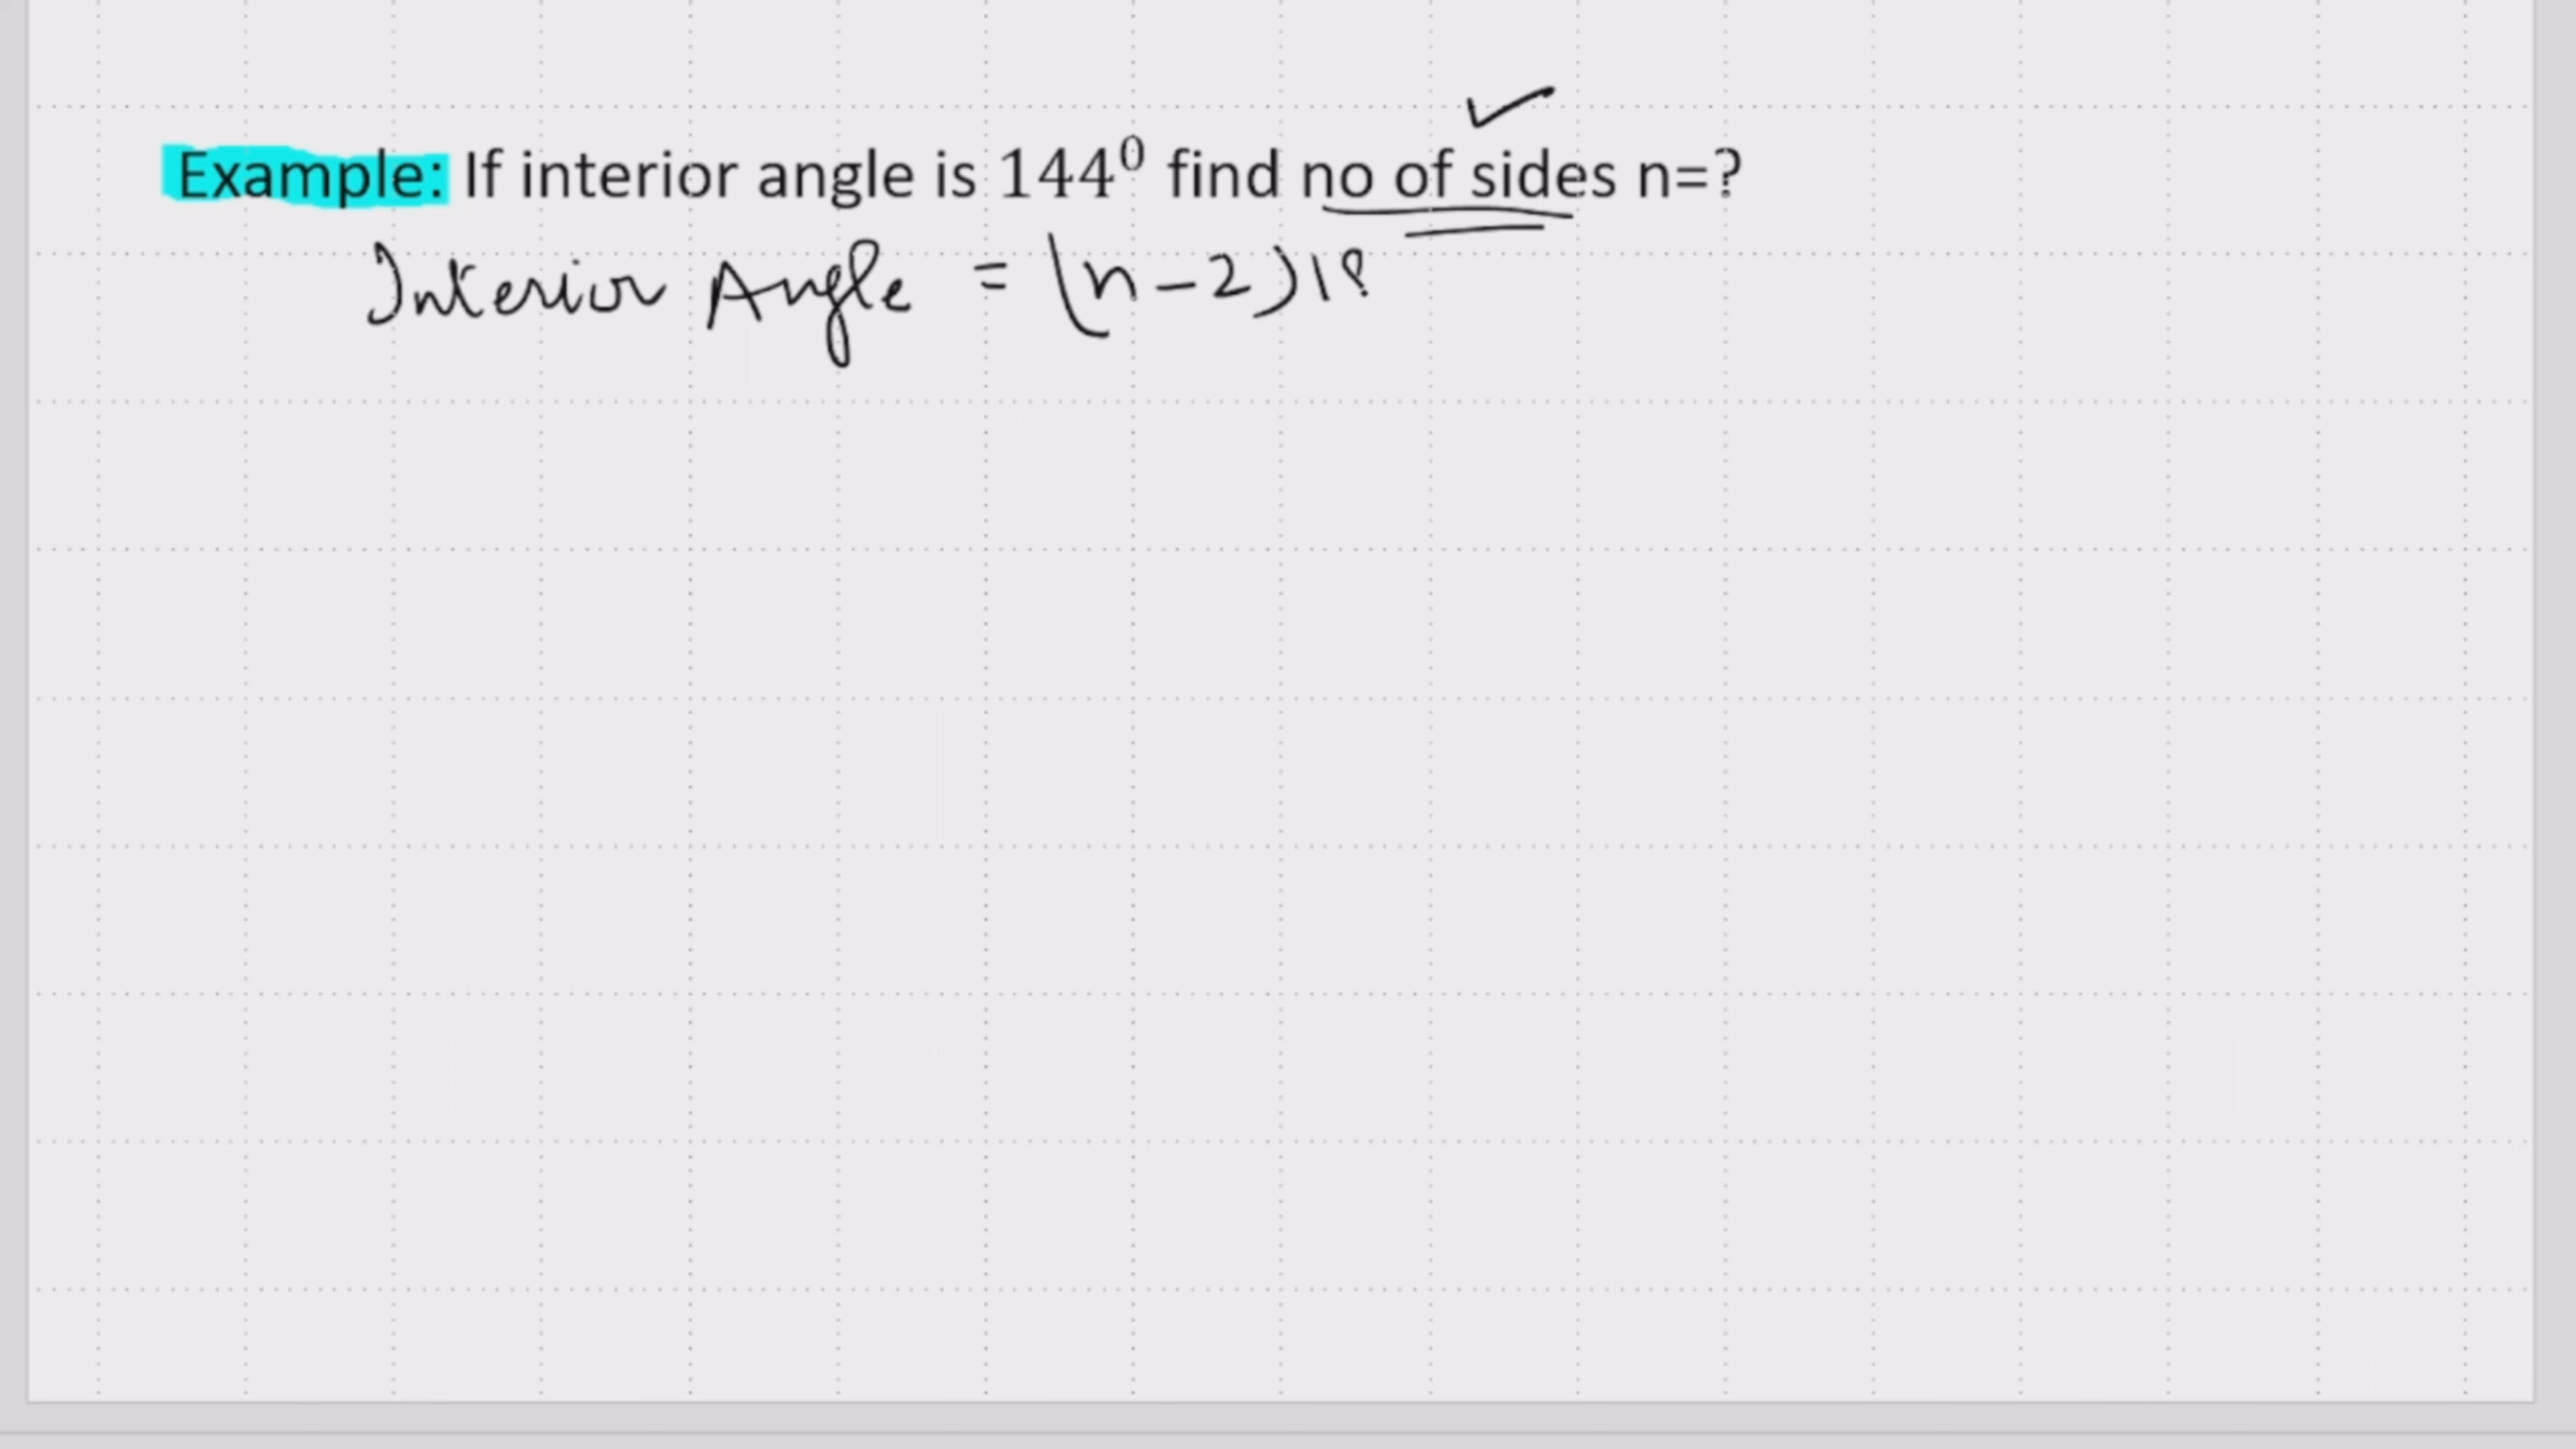 Example: If interior angle is 144⁰ find no of sides n=?
Interior Angle = (n-2)18